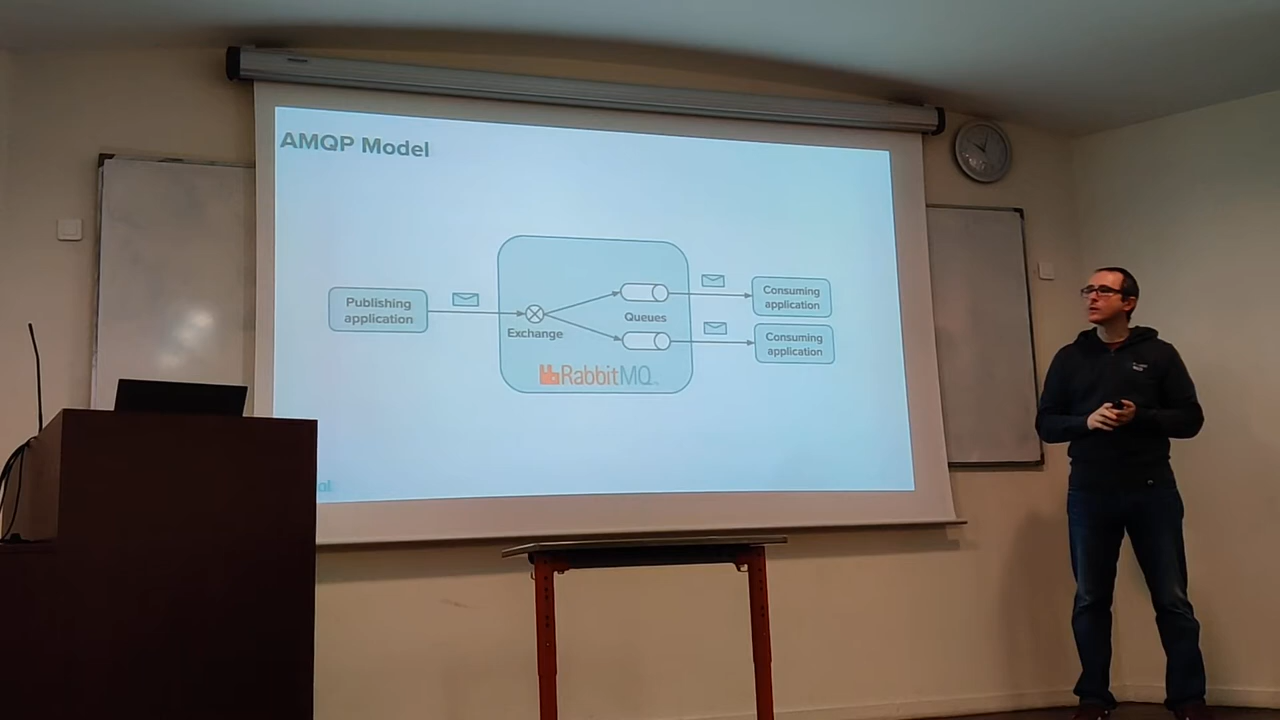 AMQP Model
Publishing
application
Exchange
Queues
RabbitMQ
Consuming
application
Consuming
application